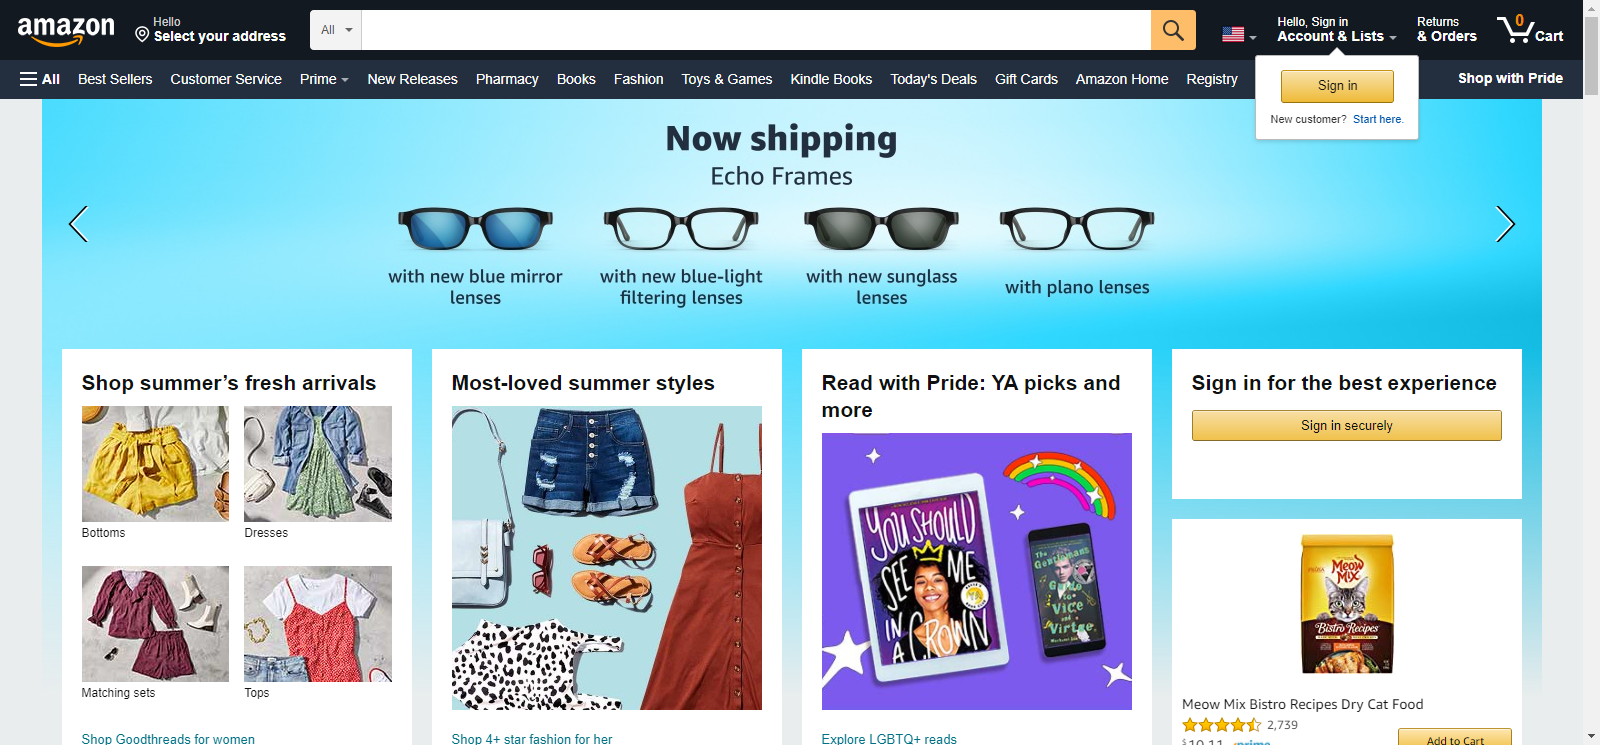 amazon
Hello
Select your address
All
Hello, Sign in
Account & Lists
Returns
& Orders
0
Cart
All
Best Sellers
Customer Service
Prime
New Releases
Pharmacy
Books
Fashion
Toys & Games
Kindle Books
Today's Deals
Gift Cards
Amazon Home
Registry
Shop with Pride
Sign in
New customer? Start here.
Now shipping
Echo Frames
with new blue mirror
lenses
with new blue-light
filtering lenses
with new sunglass
lenses
with plano lenses
Shop summer’s fresh arrivals
Bottoms
Dresses
Matching sets
Tops
Shop Goodthreads for women
Most-loved summer styles
Shop 4+ star fashion for her
Read with Pride: YA picks and
more
YOU SHOULD
SEE ME
IN
A CROWN
The
Gentleman's
Guide to
Vice
and
Virtue
Explore LGBTQ+ reads
Sign in for the best experience
Sign in securely
Meow
Mix
Bistro Recipes
Meow Mix Bistro Recipes Dry Cat Food
2,739
$10.11
prime
Add to Cart